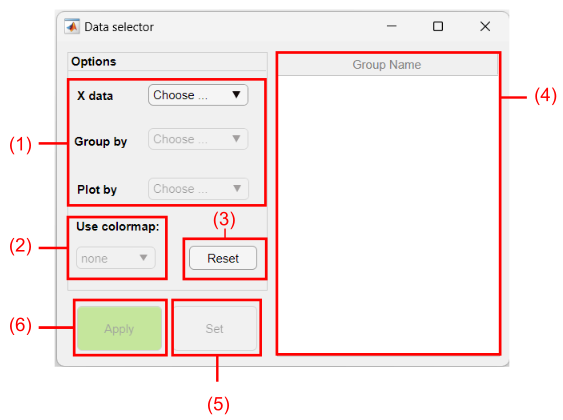 Data selector
Options
Group Name
X data Choose ...
(4)
(1)
Group by Choose ...
Plot by Choose ...
(3)
Use colormap:
(2)
none
Reset
(6)
Apply
Set
(5)